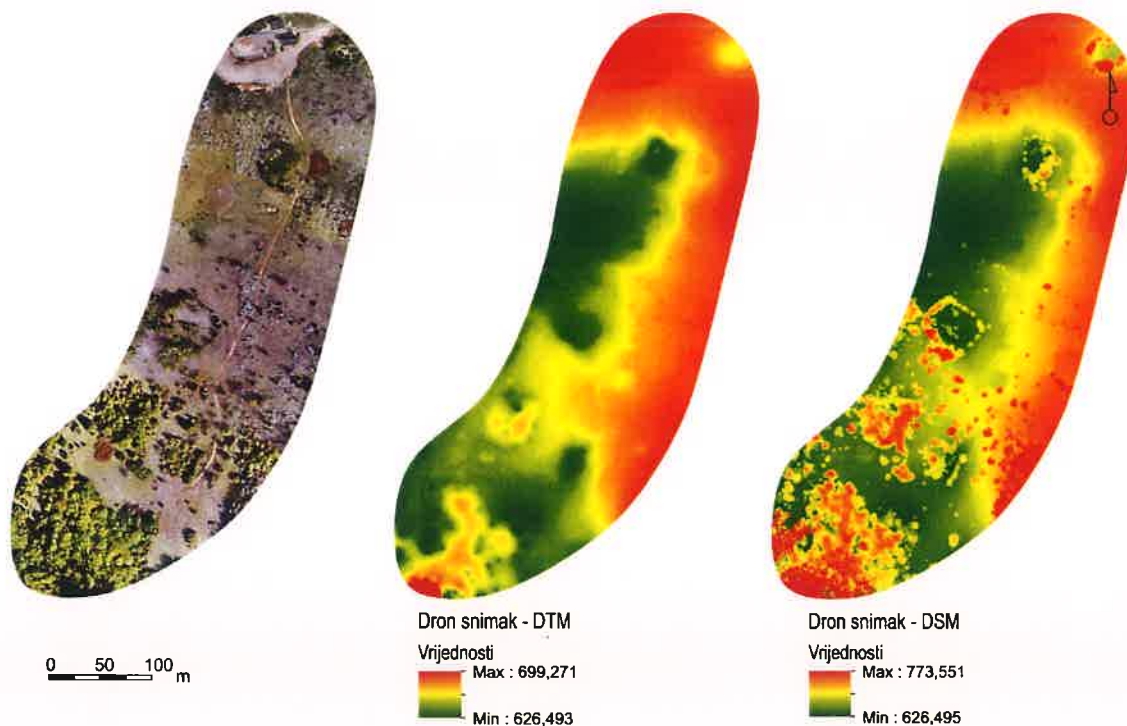 Dron snimak - DTM
Vrijednosti
Max : 699,271
Min : 626,493
Dron snimak - DSM
Vrijednosti
Max : 773,551
Min : 626,495
0 50 100
m